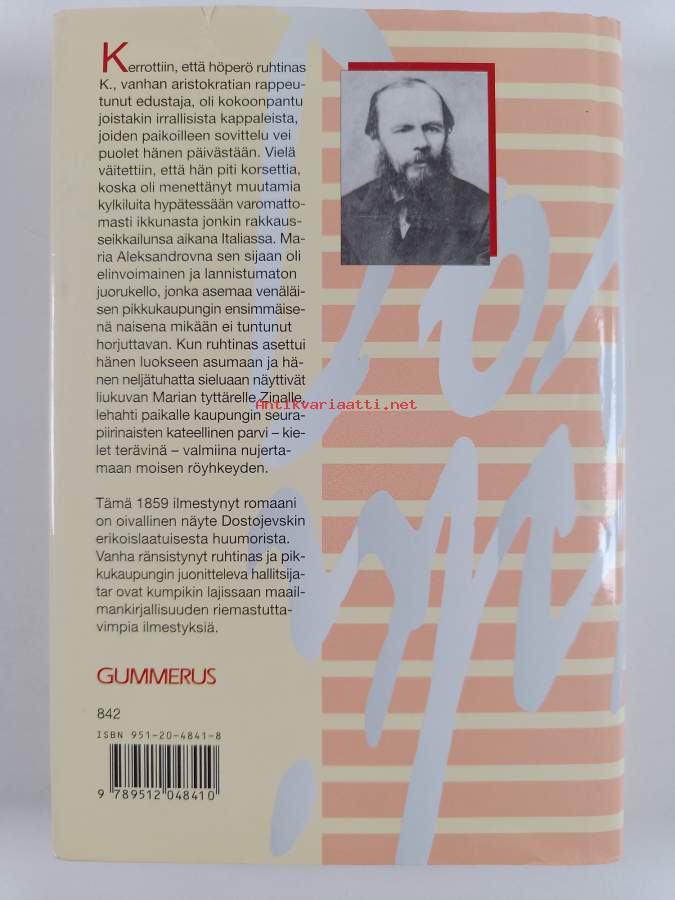 Kerrottiin, että höperö ruhtinas
K., vanhan aristokratian rappeu-
tunut edustaja, oli kokoonpantu
joistakin irrallisista kappaleista,
joiden paikoilleen sovittelu vei
puolet hänen päivästään. Vielä
väitettiin, että hän piti korsettia,
koska oli menettänyt muutamia
kylkiluita hypätessään varomatto-
masti ikkunasta jonkin rakkaus-
seikkailunsa aikana Italiassa. Ma-
ria Aleksandrovna sen sijaan oli
elinvoimainen ja lannistumaton
juorukello, jonka asemaa venäläi-
sen pikkukaupungin ensimmäise-
nä naisena mikään ei tuntunut
horjuttavan. Kun ruhtinas asettui
hänen luokseen asumaan ja hä-
nen neljätuhatta sieluaan näyttivät
liukuvan Marian tyttärelle Zinalle,
lehahti paikalle kaupungin seura-
piirinaisten kateellinen parvi – kie-
let terävinä – valmiina nujerta-
maan moisen röyhkeyden.
Antikvariaatti.net
Tämä 1859 ilmestynyt romaani
on oivallinen näyte Dostojevskin
erikoislaatuisesta huumorista.
Vanha ränsistynyt ruhtinas ja pik-
kukaupungin juonitteleva hallitsija-
tar ovat kumpikin lajissaan maail-
mankirjallisuuden riemastutta-
vimpia ilmestyksiä.
GUMMERUS
842
ISBN 951-20-4841-8
9 789512 048410